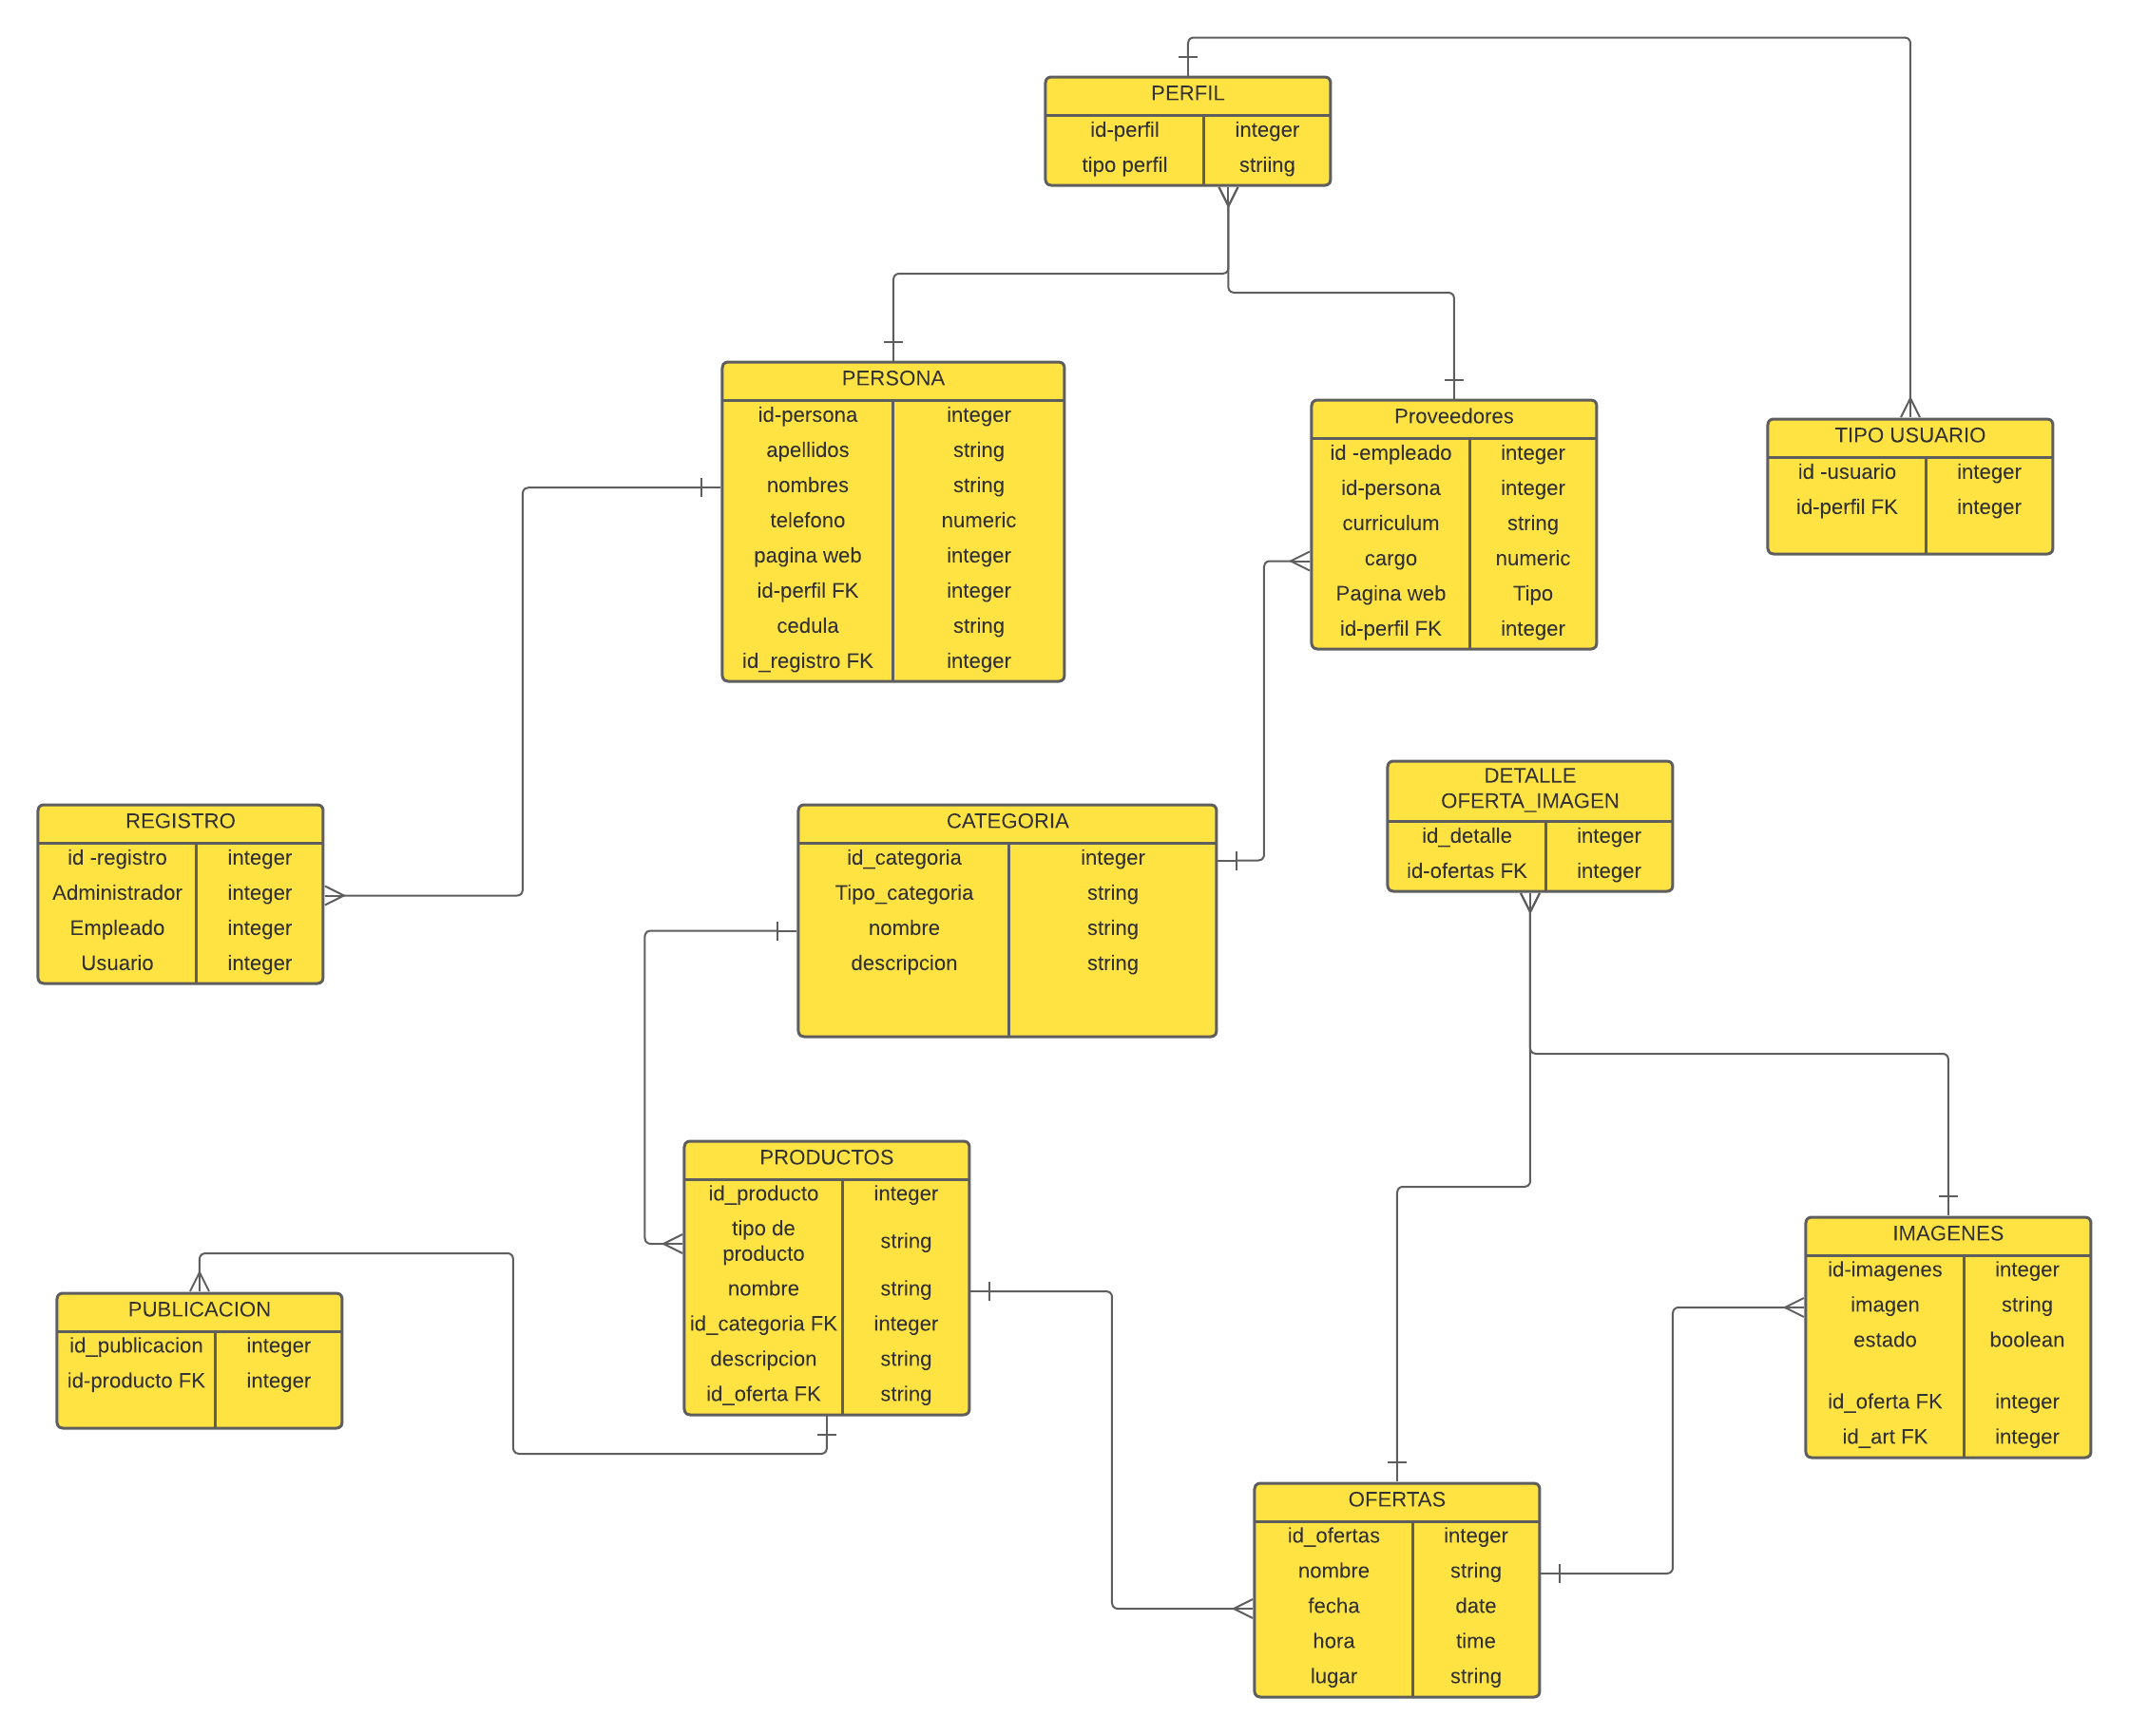 PERFIL
id-perfil integer
tipo perfil striing
PERSONA
id-persona integer
apellidos string
nombres string
telefono numeric
pagina web integer
id-perfil FK integer
cedula string
id_registro FK integer
Proveedores
id -empleado integer
id-persona integer
curriculum string
cargo numeric
Pagina web Tipo
id-perfil FK integer
TIPO USUARIO
id -usuario integer
id-perfil FK integer
REGISTRO
id -registro integer
Administrador integer
Empleado integer
Usuario integer
CATEGORIA
id_categoria integer
Tipo_categoria string
nombre string
descripcion string
DETALLE
OFERTA_IMAGEN
id_detalle integer
id-ofertas FK integer
PRODUCTOS
id_producto integer
tipo de
producto string
nombre string
id_categoria FK integer
descripcion string
id_oferta FK string
PUBLICACION
id_publicacion integer
id-producto FK integer
IMAGENES
id-imagenes integer
imagen string
estado boolean
id_oferta FK integer
id_art FK integer
OFERTAS
id_ofertas integer
nombre string
fecha date
hora time
lugar string